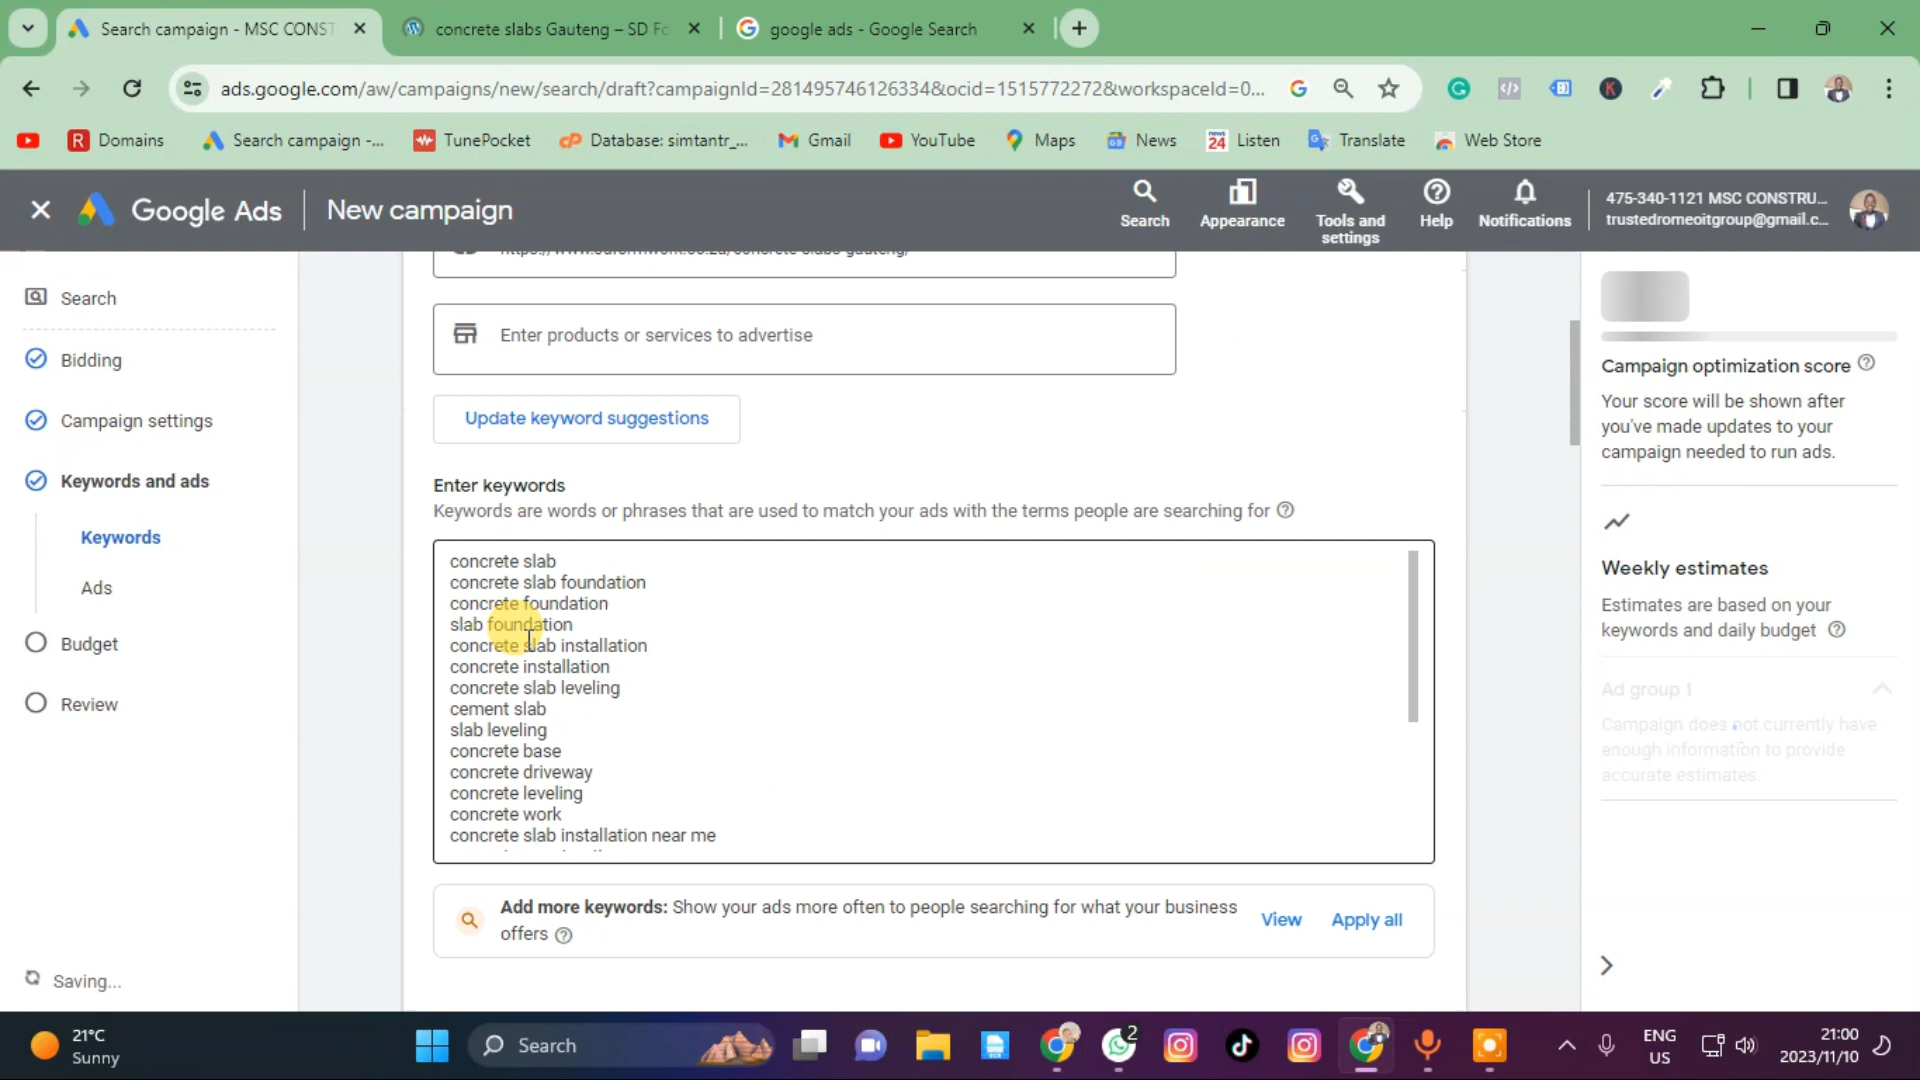 Search campaign - MSC CONST
concrete slabs Gauteng – SD Fo
google ads - Google Search
ads.google.com/aw/campaigns/new/search/draft?campaignId=281495746126334&ocid=1515772272&workspaceId=0...
Domains
Search campaign -...
TunePocket
Database: simtantr_...
Gmail
YouTube
Maps
News
Listen
Translate
Web Store
Google Ads
New campaign
Search
Appearance
Tools and
settings
Help
Notifications
475-340-1121 MSC CONSTRU...
trustedromeoitgroup@gmail.c...
Search
Bidding
Campaign settings
Keywords and ads
Keywords
Ads
Budget
Review
Saving...
Enter products or services to advertise
Update keyword suggestions
Enter keywords
Keywords are words or phrases that are used to match your ads with the terms people are searching for
concrete slab
concrete slab foundation
concrete foundation
slab foundation
concrete slab installation
concrete installation
concrete slab leveling
cement slab
slab leveling
concrete base
concrete driveway
concrete leveling
concrete work
concrete slab installation near me
Add more keywords: Show your ads more often to people searching for what your business
offers
View
Apply all
Campaign optimization score
Your score will be shown after
you've made updates to your
campaign needed to run ads.
Weekly estimates
Estimates are based on your
keywords and daily budget
Ad group 1
Campaign does not currently have
enough information to provide
accurate estimates.
21°C
Sunny
Search
2
ENG
US
21:00
2023/11/10